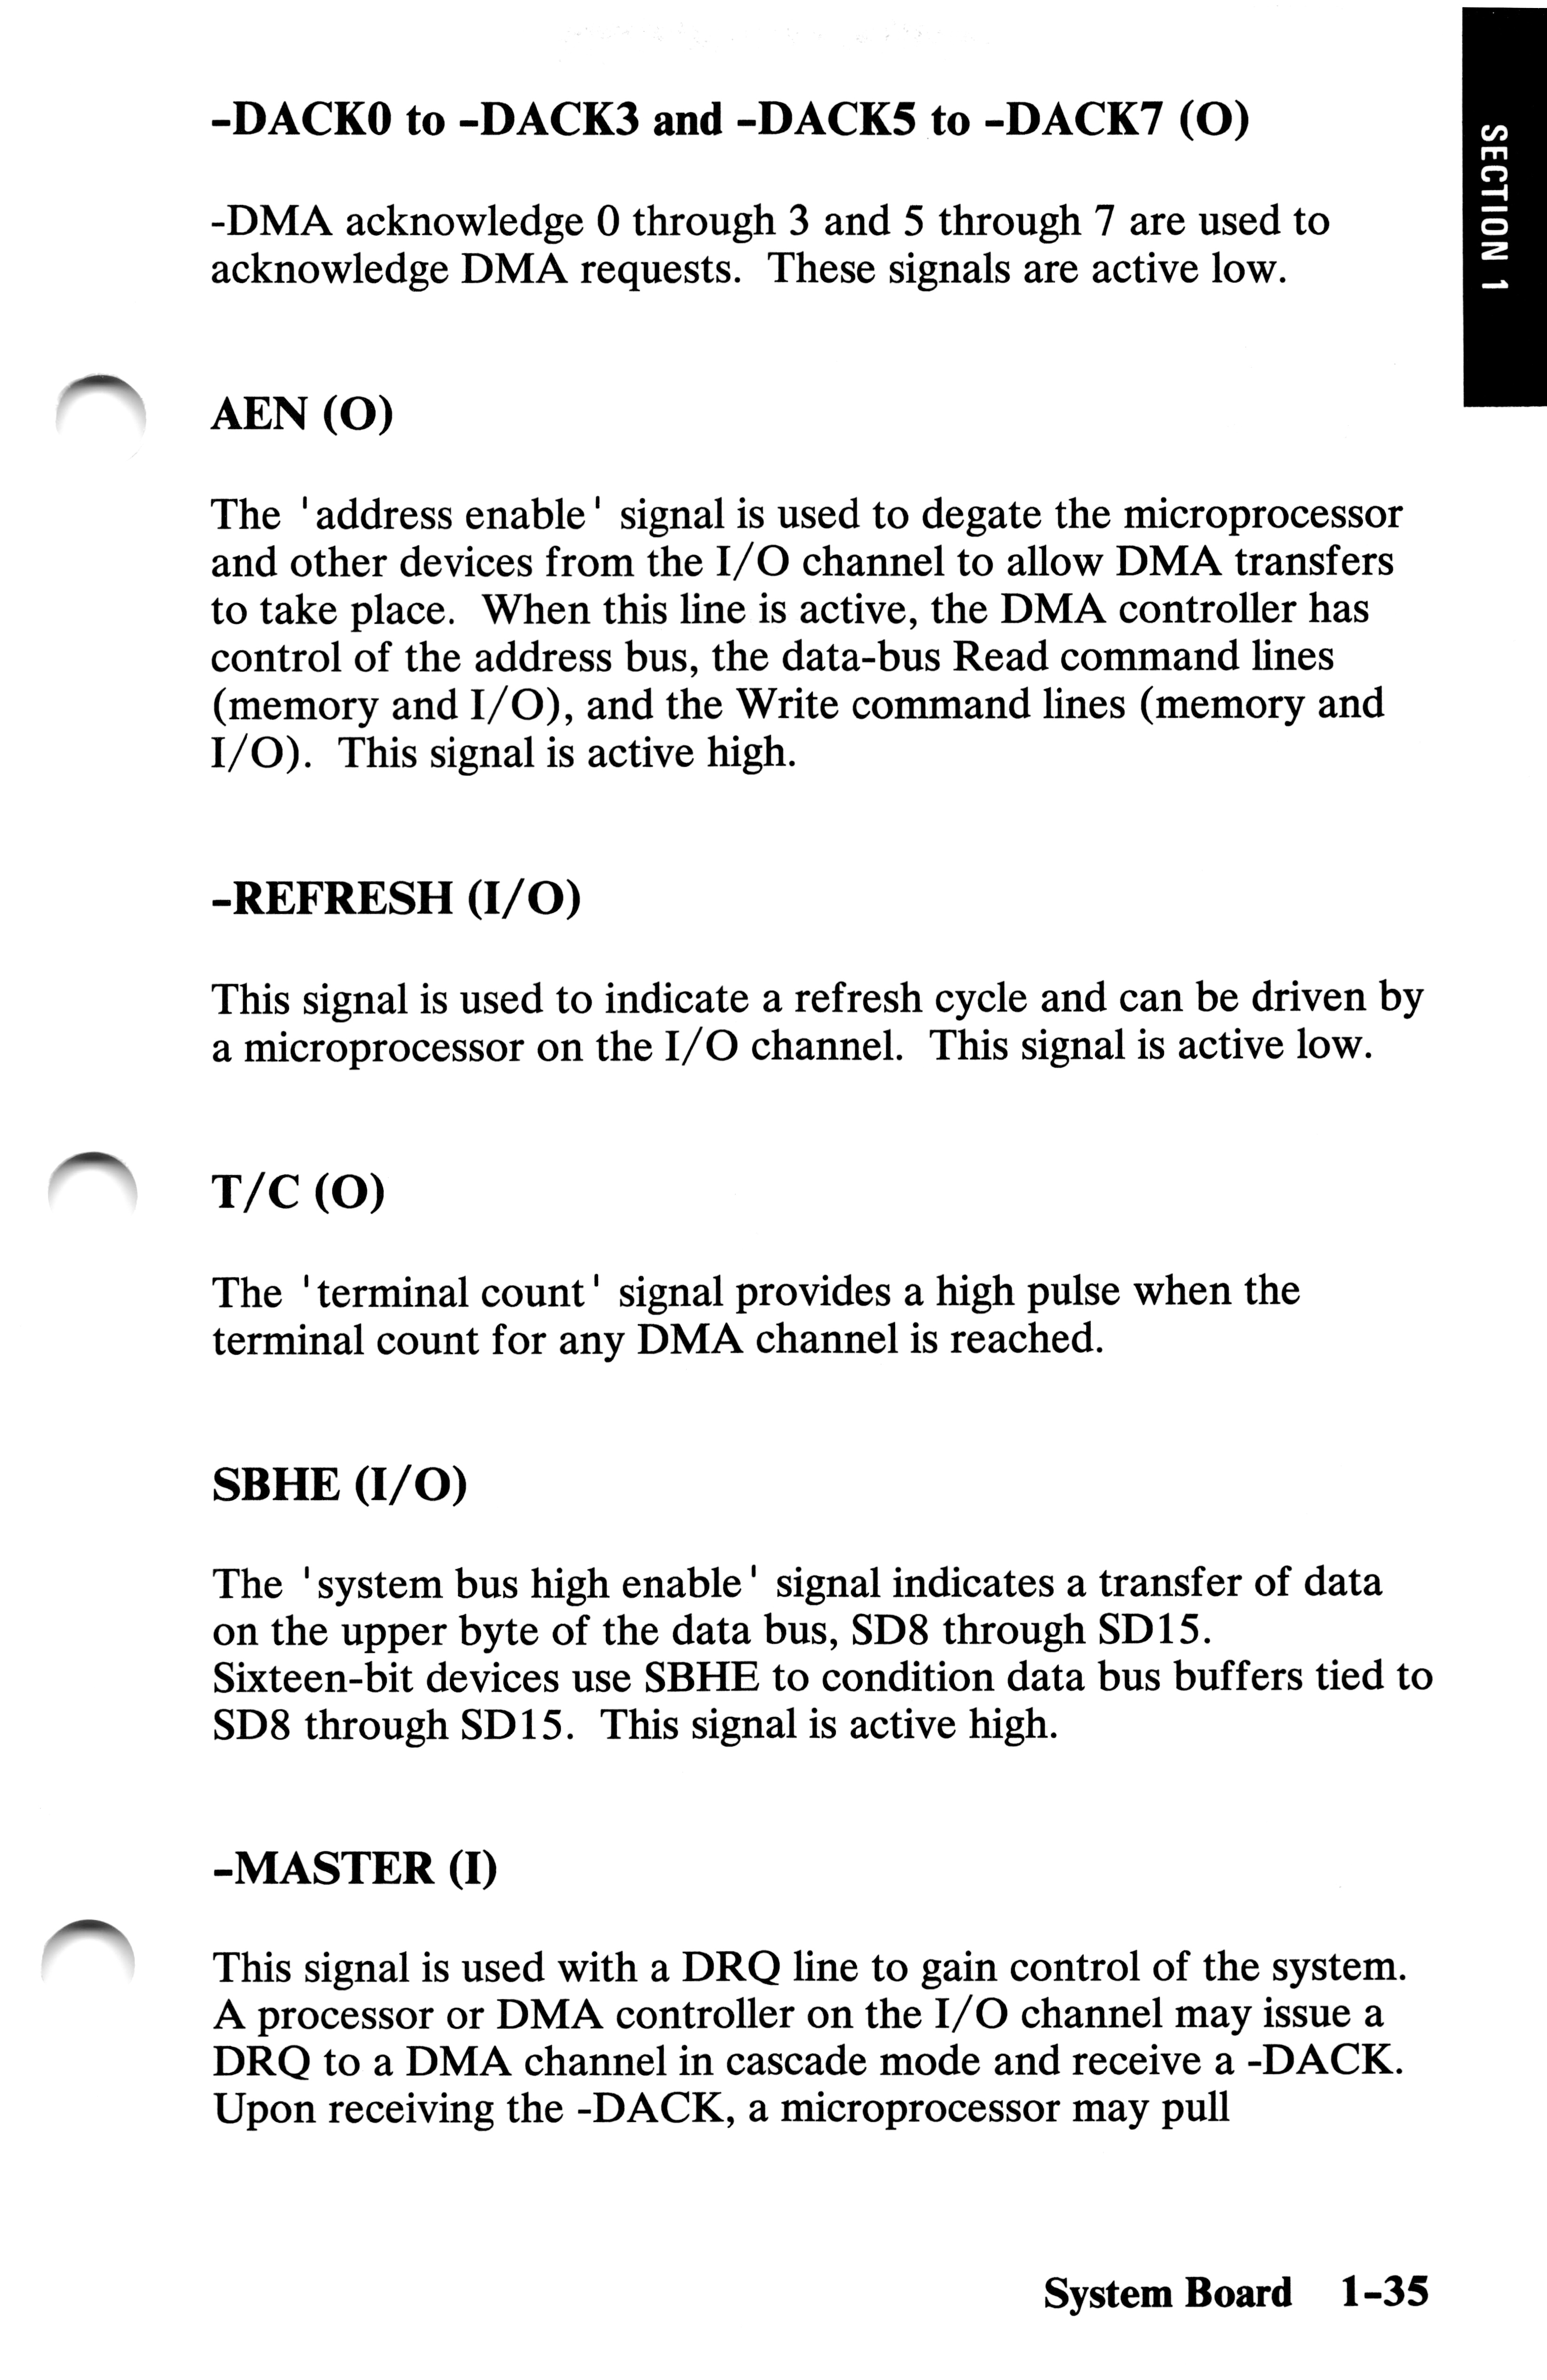 SECTION 1
-DACK0 to -DACK3 and -DACK5 to -DACK7 (O)
-DMA acknowledge 0 through 3 and 5 through 7 are used to
acknowledge DMA requests.  These signals are active low.
AEN (O)
The 'address enable' signal is used to degate the microprocessor
and other devices from the I/O channel to allow DMA transfers
to take place.  When this line is active, the DMA controller has
control of the address bus, the data-bus Read command lines
(memory and I/O), and the Write command lines (memory and
I/O).  This signal is active high.
-REFRESH (I/O)
This signal is used to indicate a refresh cycle and can be driven by
a microprocessor on the I/O channel.  This signal is active low.
T/C (O)
The 'terminal count' signal provides a high pulse when the
terminal count for any DMA channel is reached.
SBHE (I/O)
The 'system bus high enable' signal indicates a transfer of data
on the upper byte of the data bus, SD8 through SD15.
Sixteen-bit devices use SBHE to condition data bus buffers tied to
SD8 through SD15.  This signal is active high.
-MASTER (I)
This signal is used with a DRQ line to gain control of the system.
A processor or DMA controller on the I/O channel may issue a
DRQ to a DMA channel in cascade mode and receive a -DACK.
Upon receiving the -DACK, a microprocessor may pull
System Board 1-35